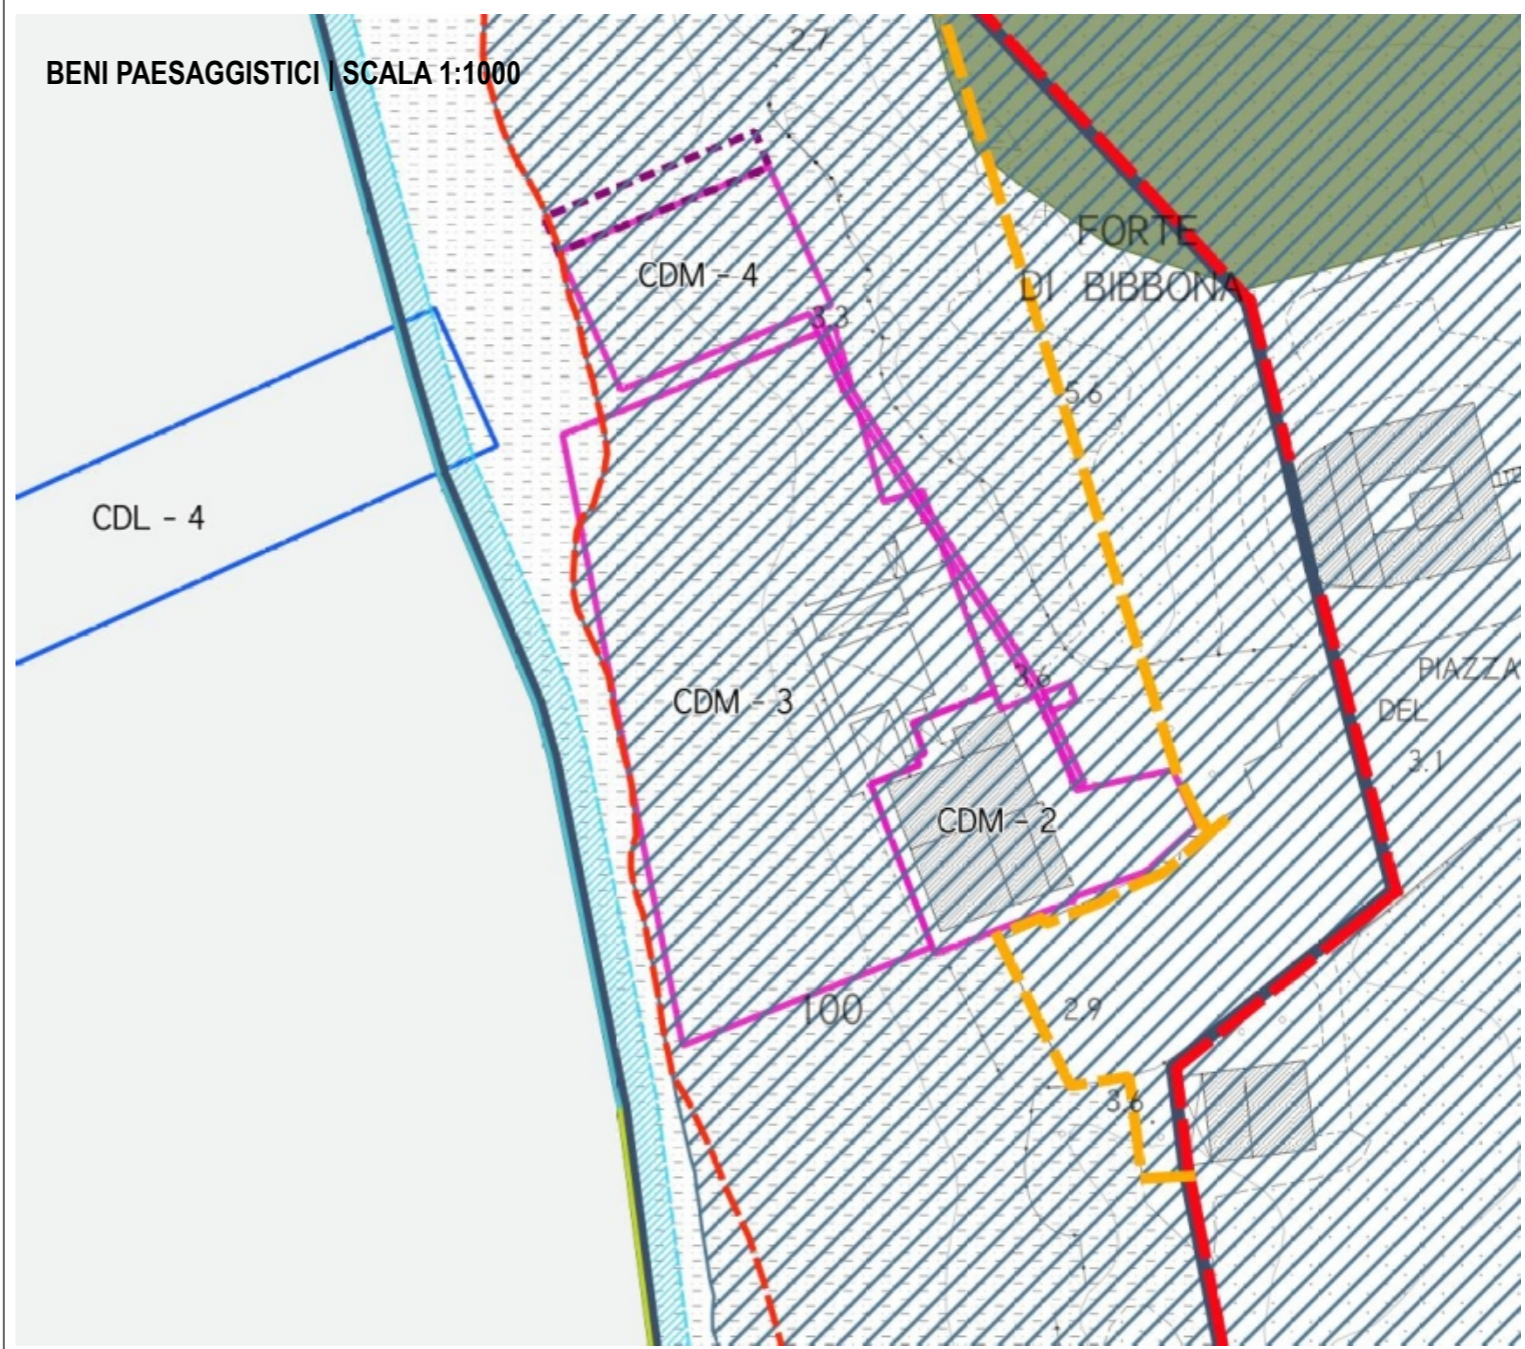 2.7
BENI PAESAGGISTICI | SCALA 1:1000
FORTE
DI BIBBONA
CDM - 4
3.3
5.6
CDL - 4
3.6
PIAZZA
DEL
CDM - 3
3.1
CDM - 2
100
2.9
3.6